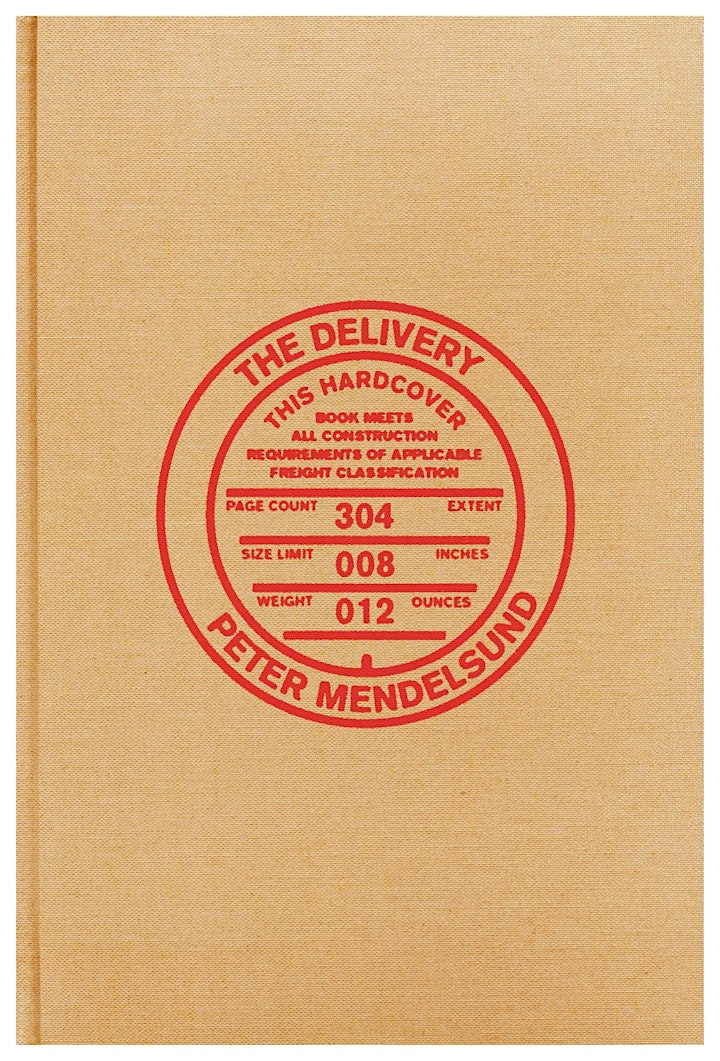 THE DELIVERY
THIS HARDCOVER
BOOK MEETS
ALL CONSTRUCTION
REQUIREMENTS OF APPLICABLE
FREIGHT CLASSIFICATION
PAGE COUNT 304 EXTENT
SIZE LIMIT 008 INCHES
WEIGHT 012 OUNCES
PETER MENDELSUND